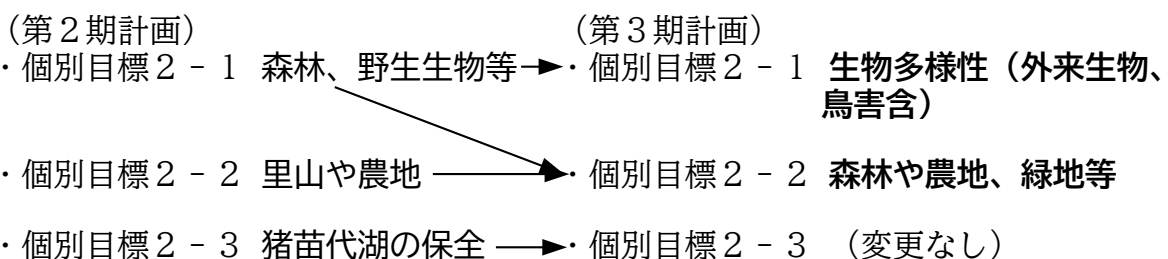 （第２期計画） （第３期計画）
・個別目標２－１ 森林、野生生物等 ・個別目標２－１ 生物多様性（外来生物、
鳥害含）
・個別目標２－２ 里山や農地 ・個別目標２－２ 森林や農地、緑地等
・個別目標２－３ 猪苗代湖の保全 ・個別目標２－３ （変更なし）